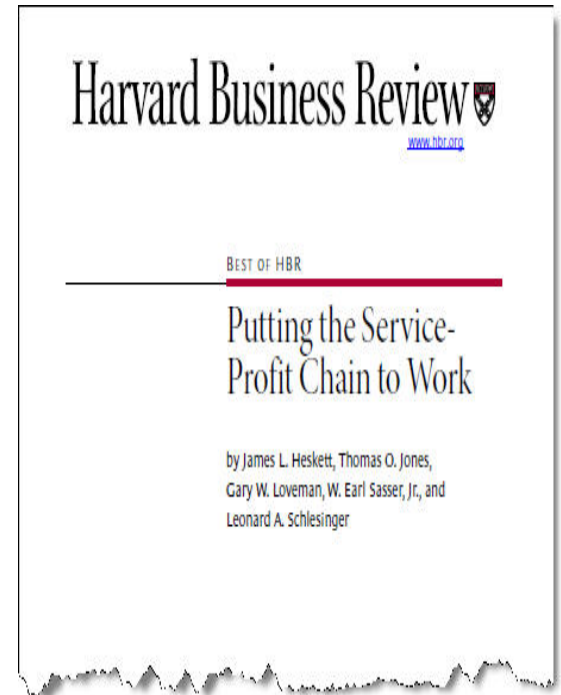 Harvard Business Review
www.hbr.org
BEST OF HBR
Putting the Service-
Profit Chain to Work
by James L. Heskett, Thomas O. Jones,
Gary W. Loveman, W. Earl Sasser, Jr., and
Leonard A. Schlesinger